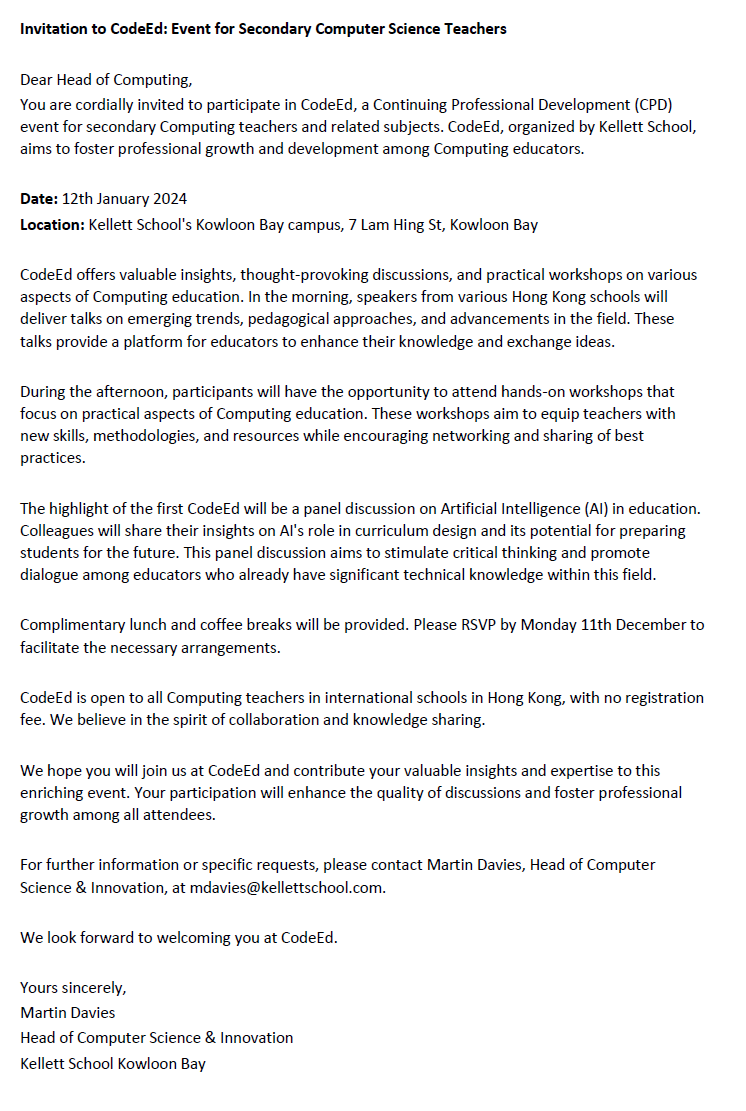 Invitation to CodeEd: Event for Secondary Computer Science Teachers
Dear Head of Computing,
You are cordially invited to participate in CodeEd, a Continuing Professional Development (CPD)
event for secondary Computing teachers and related subjects. CodeEd, organized by Kellett School,
aims to foster professional growth and development among Computing educators.
Date: 12th January 2024
Location: Kellett School's Kowloon Bay campus, 7 Lam Hing St, Kowloon Bay
CodeEd offers valuable insights, thought-provoking discussions, and practical workshops on various
aspects of Computing education. In the morning, speakers from various Hong Kong schools will
deliver talks on emerging trends, pedagogical approaches, and advancements in the field. These
talks provide a platform for educators to enhance their knowledge and exchange ideas.
During the afternoon, participants will have the opportunity to attend hands-on workshops that
focus on practical aspects of Computing education. These workshops aim to equip teachers with
new skills, methodologies, and resources while encouraging networking and sharing of best
practices.
The highlight of the first CodeEd will be a panel discussion on Artificial Intelligence (AI) in education.
Colleagues will share their insights on AI's role in curriculum design and its potential for preparing
students for the future. This panel discussion aims to stimulate critical thinking and promote
dialogue among educators who already have significant technical knowledge within this field.
Complimentary lunch and coffee breaks will be provided. Please RSVP by Monday 11th December to
facilitate the necessary arrangements.
CodeEd is open to all Computing teachers in international schools in Hong Kong, with no registration
fee. We believe in the spirit of collaboration and knowledge sharing.
We hope you will join us at CodeEd and contribute your valuable insights and expertise to this
enriching event. Your participation will enhance the quality of discussions and foster professional
growth among all attendees.
For further information or specific requests, please contact Martin Davies, Head of Computer
Science & Innovation, at mdavies@kellettschool.com.
We look forward to welcoming you at CodeEd.
Yours sincerely,
Martin Davies
Head of Computer Science & Innovation
Kellett School Kowloon Bay